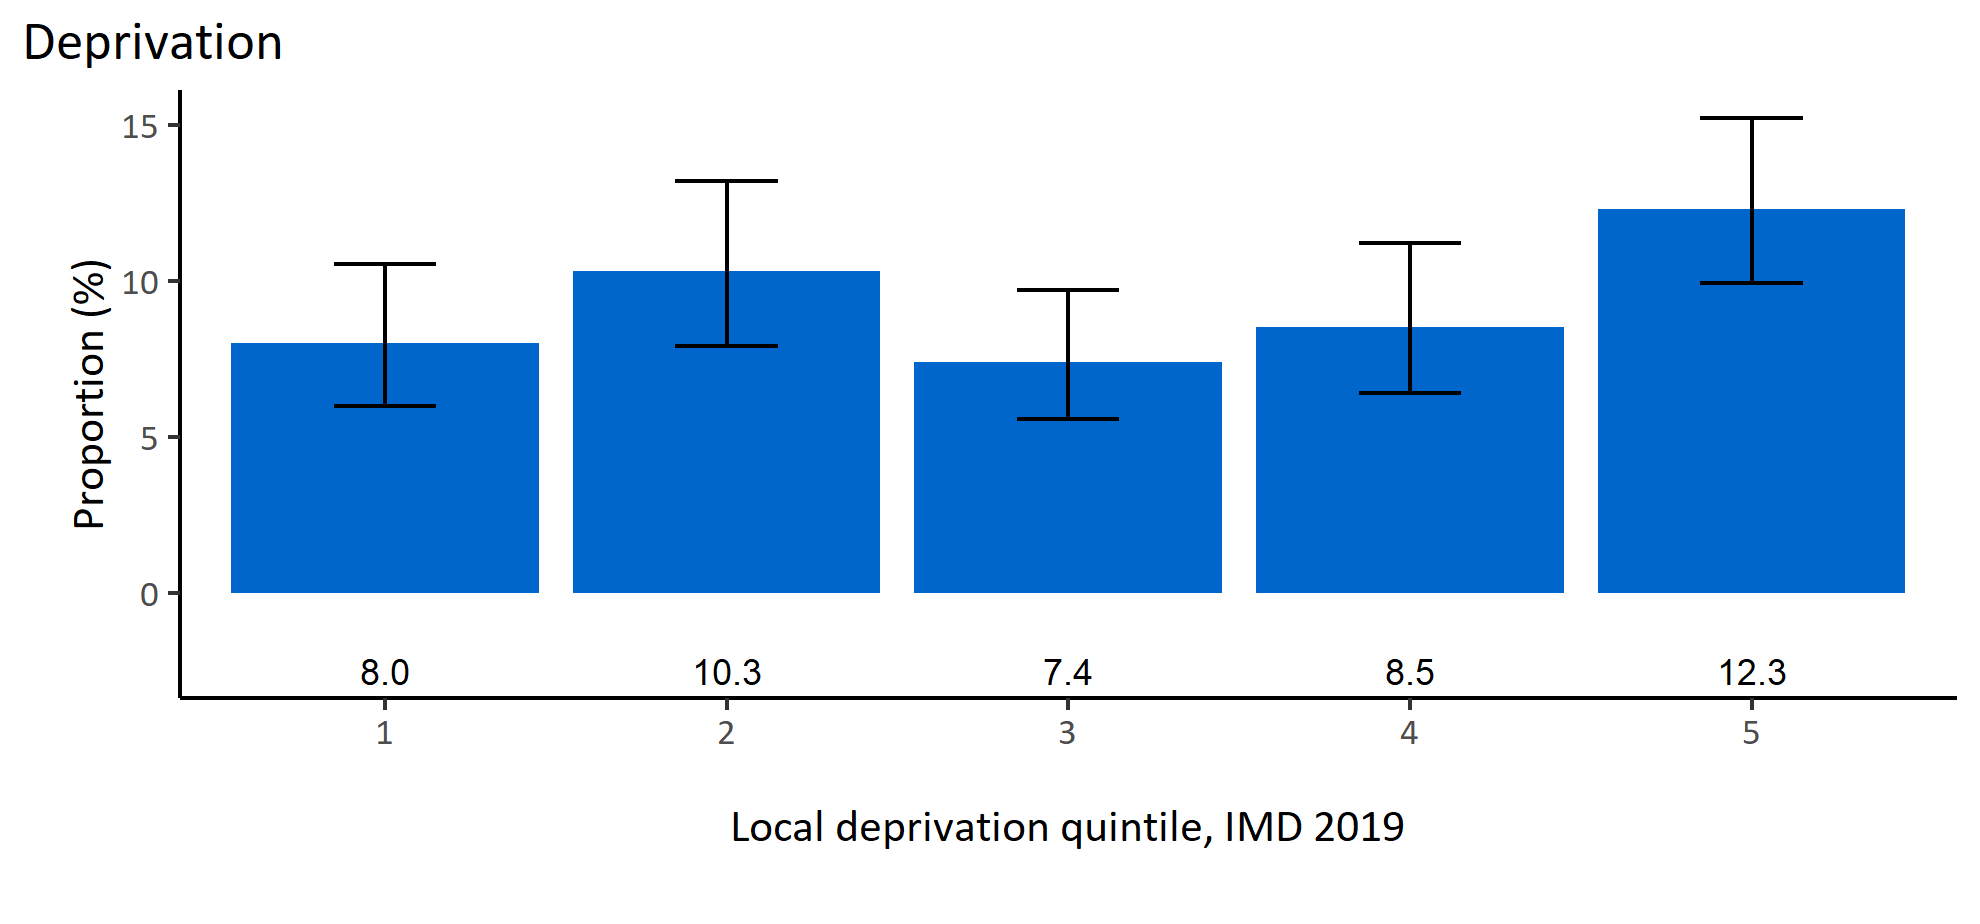 Deprivation
Proportion (%)
15
10
5
0
8.0 10.3 7.4 8.5 12.3
1 2 3 4 5
Local deprivation quintile, IMD 2019